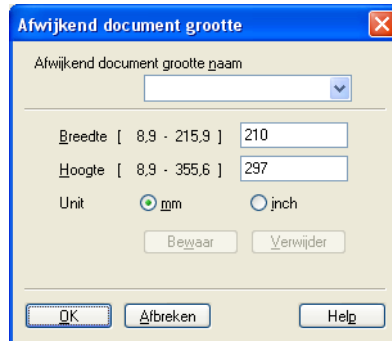 Afwijkend document grootte
Afwijkend document grootte naam
Breedte [ 8,9 - 215,9 ] 210
Hoogte [ 8,9 - 355,6 ] 297
Unit mm inch
Bewaar Verwijder
OK Afbreken Help